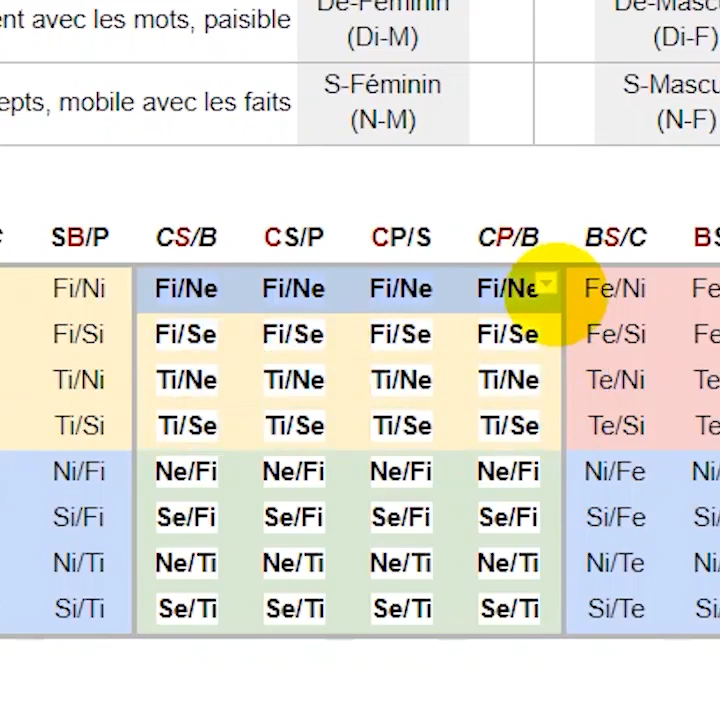 ent avec les mots, paisible
De-Féminin
(Di-M)
(Di-F)
epts, mobile avec les faits
S-Féminin
(N-M)
S-Mascu
(N-F)
SB/P CS/B CS/P CP/S CP/B BS/C BS
Fi/Ni Fi/Ne Fi/Ne Fi/Ne Fi/Ne Fe/Ni Fe
Fi/Si Fi/Se Fi/Se Fi/Se Fi/Se Fe/Si Fe
Ti/Ni Ti/Ne Ti/Ne Ti/Ne Ti/Ne Te/Ni Te
Ti/Si Ti/Se Ti/Se Ti/Se Ti/Se Te/Si Te
Ni/Fi Ne/Fi Ne/Fi Ne/Fi Ne/Fi Ni/Fe Ni/
Si/Fi Se/Fi Se/Fi Se/Fi Se/Fi Si/Fe Si/
Ni/Ti Ne/Ti Ne/Ti Ne/Ti Ne/Ti Ni/Te Ni/
Si/Ti Se/Ti Se/Ti Se/Ti Se/Ti Si/Te Si/